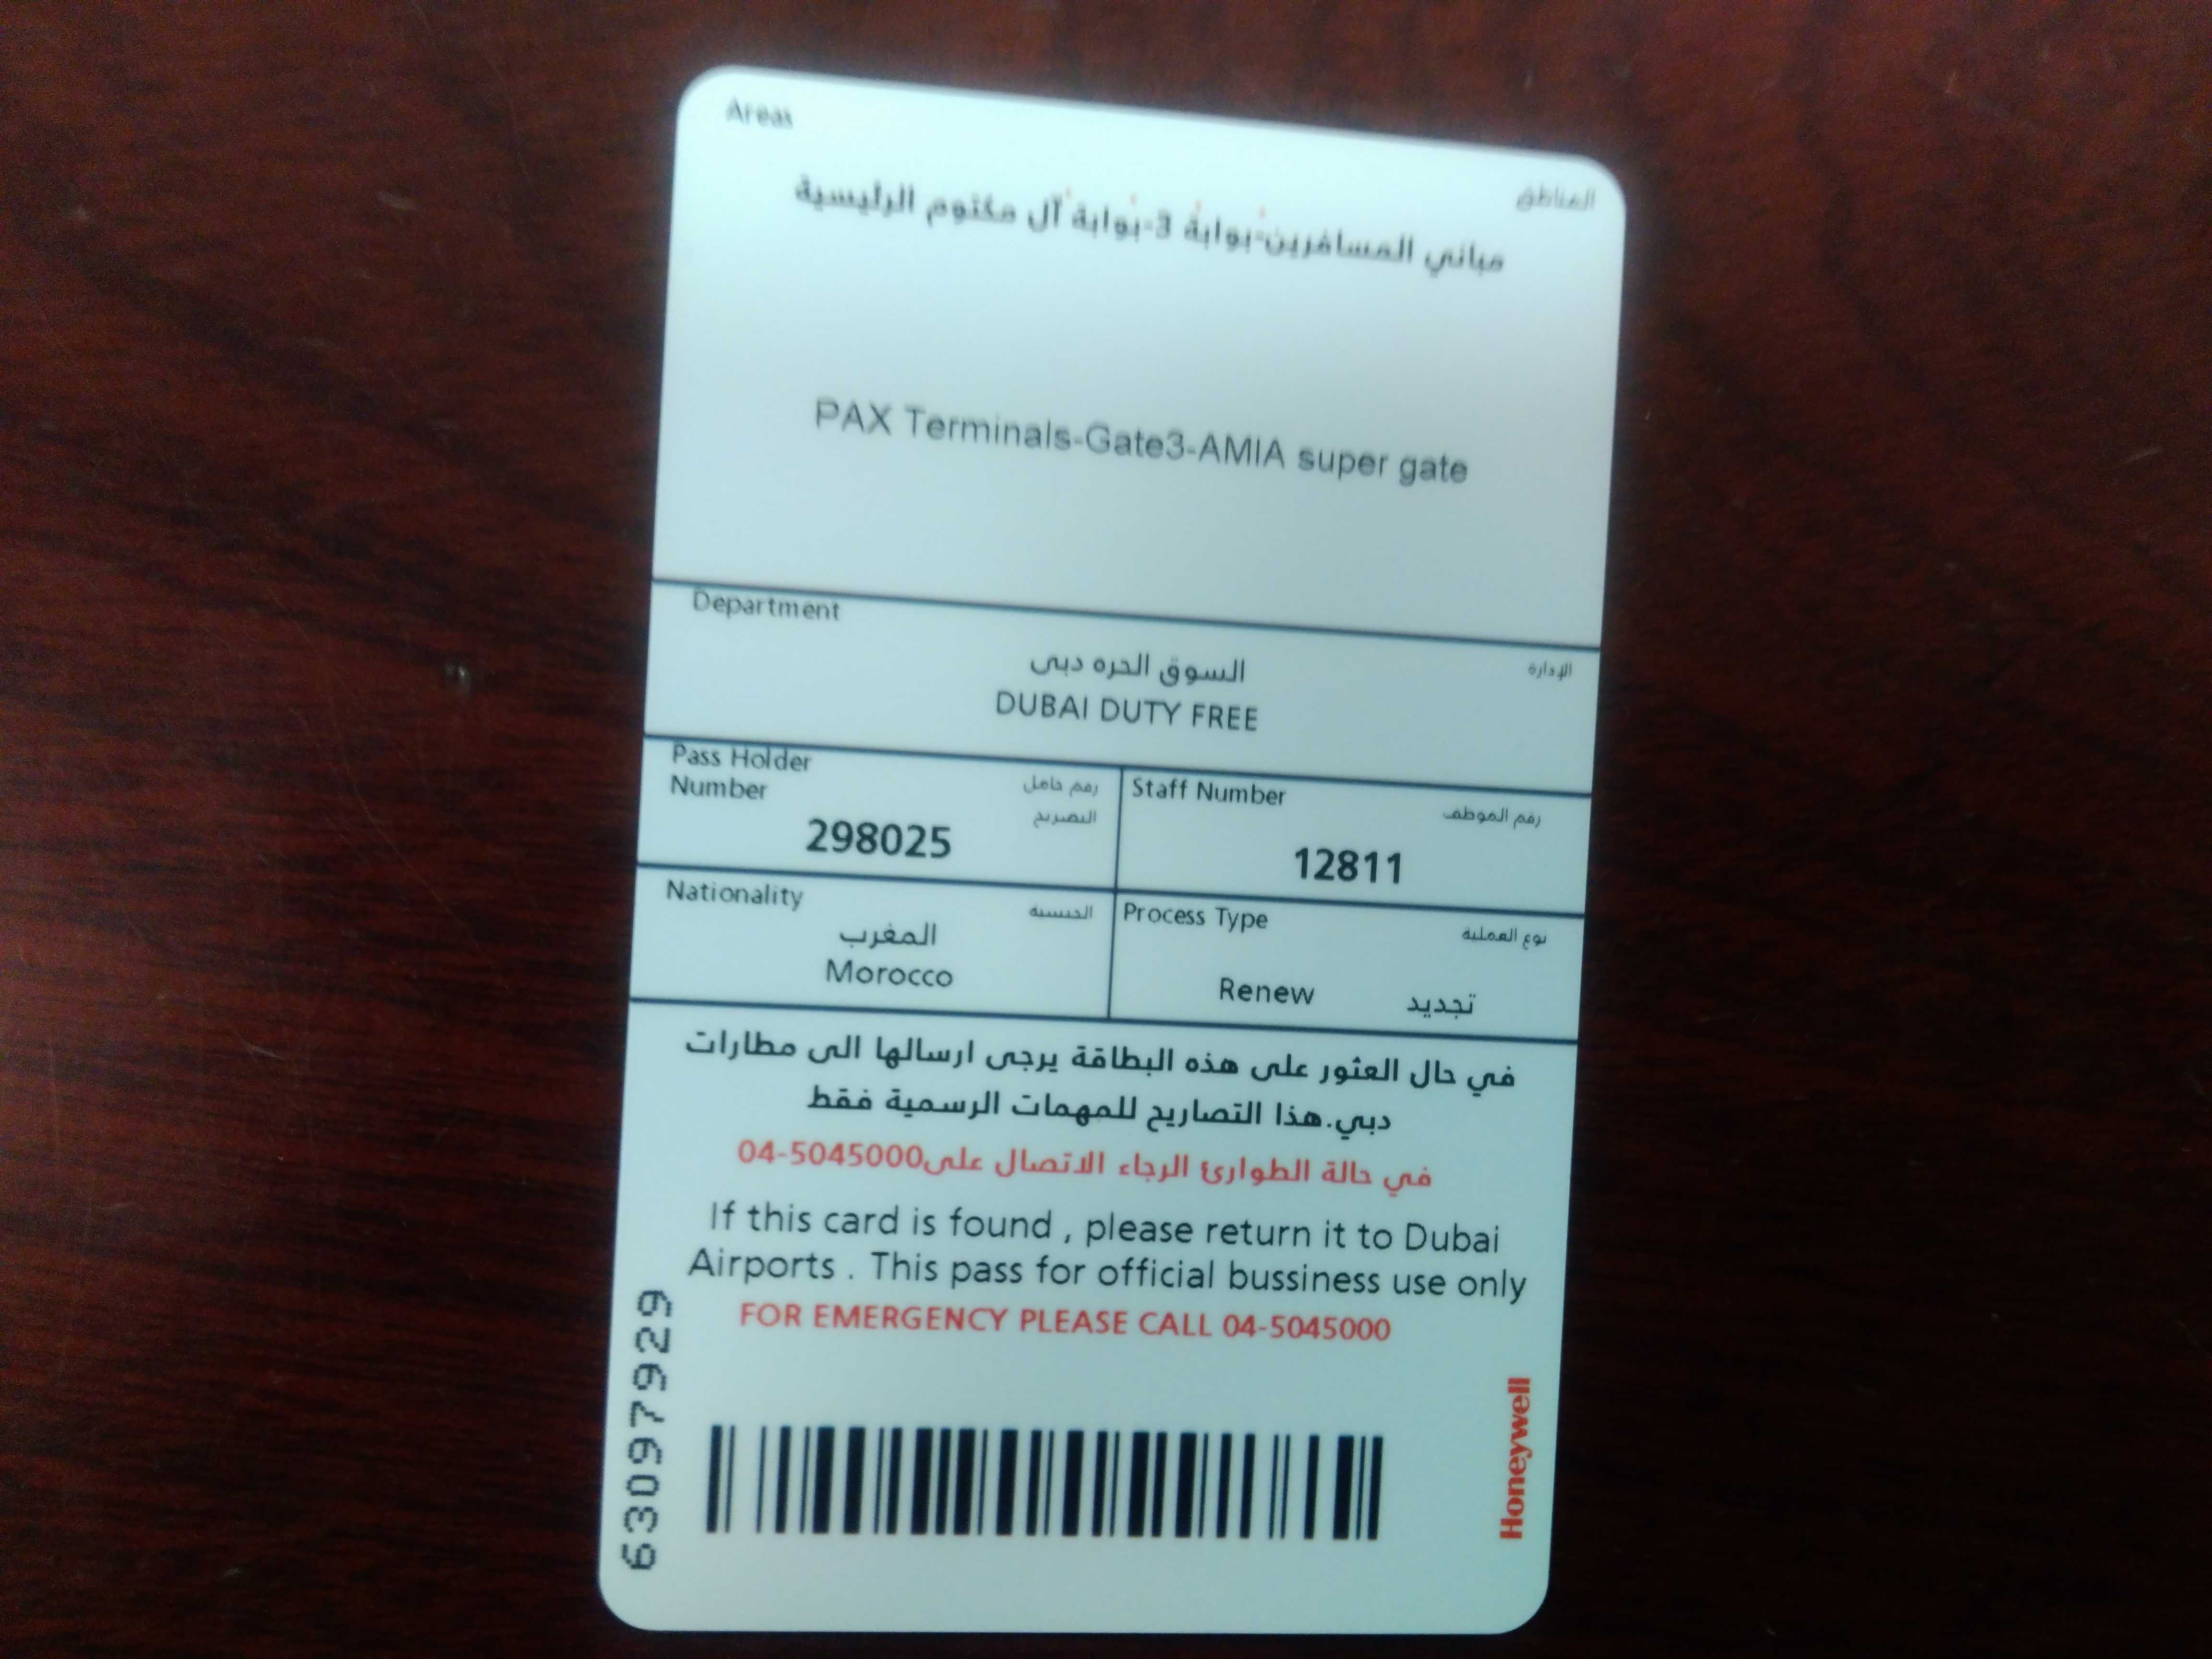 Areas
المناطق
مباني المسافرين-بوابة 3-بوابة آل مكتوم الرئيسية
PAX Terminals-Gate3-AMIA super gate
Department
الإدارة
السوق الحره دبى
DUBAI DUTY FREE
Pass Holder
Number
رقم حامل
التصريح
298025
Staff Number
رقم الموظف
12811
Nationality
الجنسية
المغرب
Morocco
Process Type
نوع العملية
Renew تجديد
في حال العثور على هذه البطاقة يرجى ارسالها الى مطارات
دبي.هذا التصاريح للمهمات الرسمية فقط
في حالة الطوارئ الرجاء الاتصال على04-5045000
If this card is found , please return it to Dubai
Airports . This pass for official bussiness use only
FOR EMERGENCY PLEASE CALL 04-5045000
63097929
Honeywell